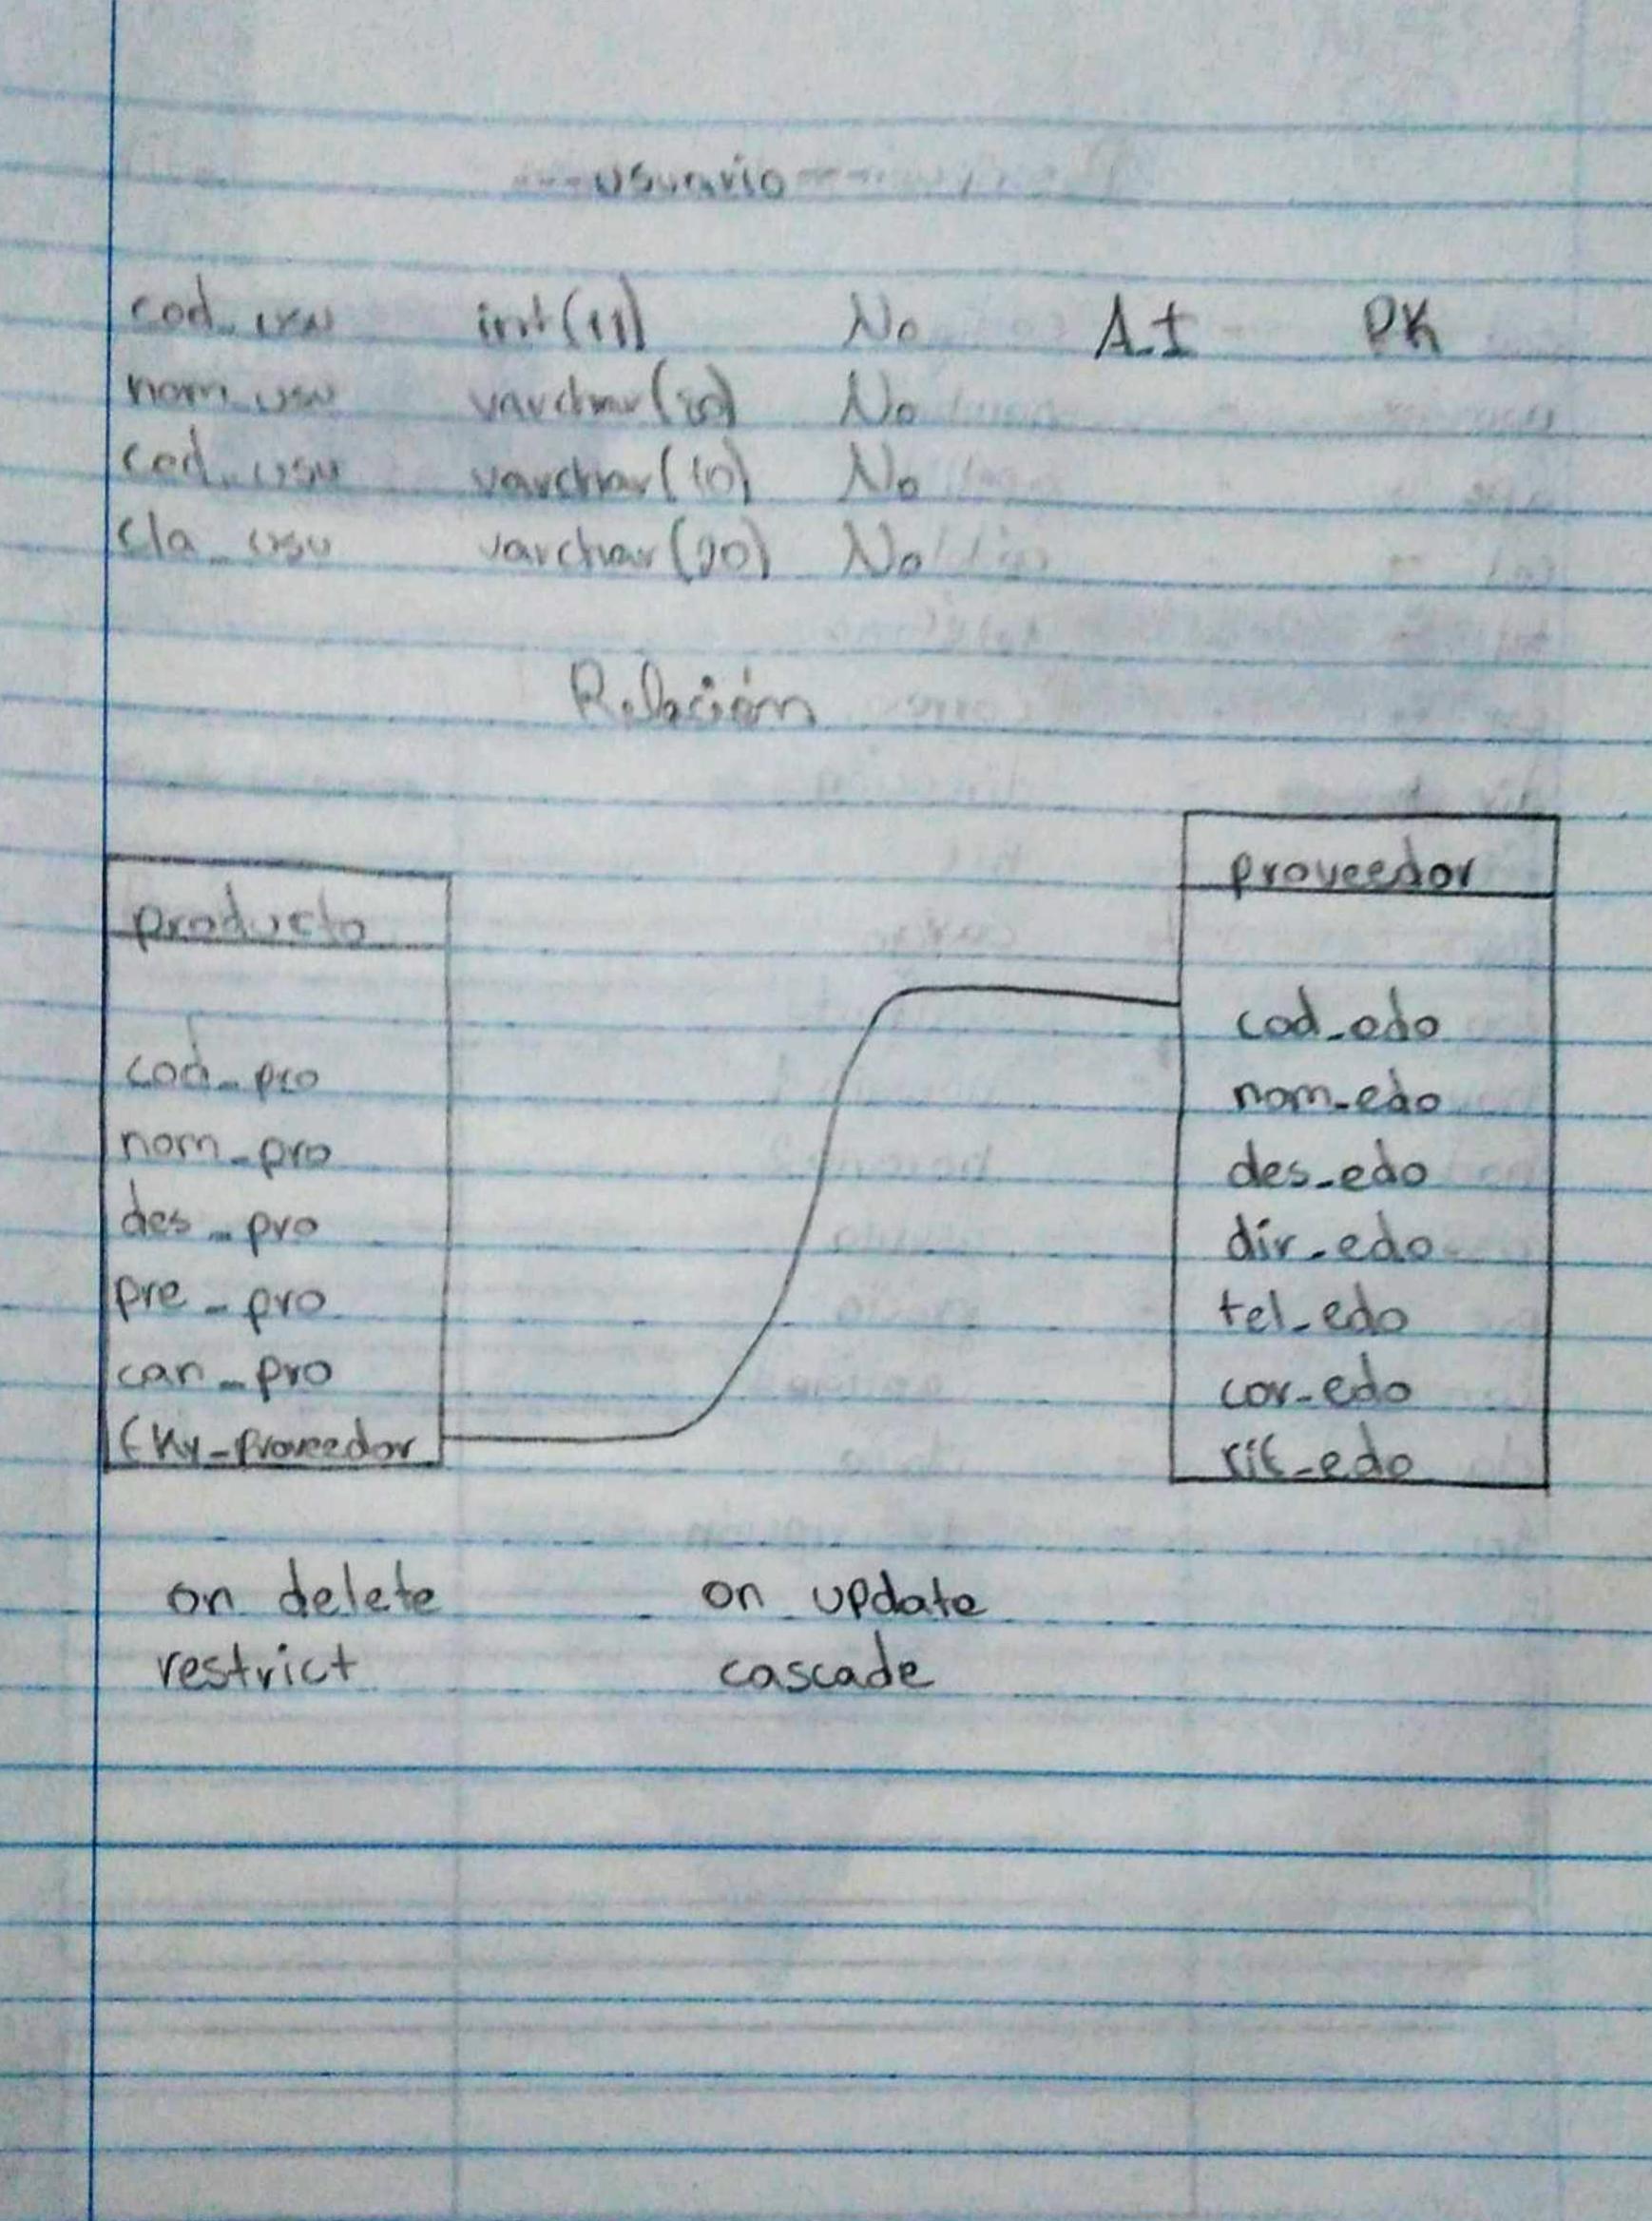 ---usuario---
cod_usu int(11) No A_I PK
nom_usu varchar( No
ced_usu varchar(10) No
cla_usu varchar(20) No
Relación
producto
cod_pro
nom_pro
des_pro
pre_pro
can_pro
fky_proveedor
proveedor
cod_edo
nom_edo
des_edo
dir_edo
tel_edo
cor_edo
rif_edo
on delete on update
restrict cascade